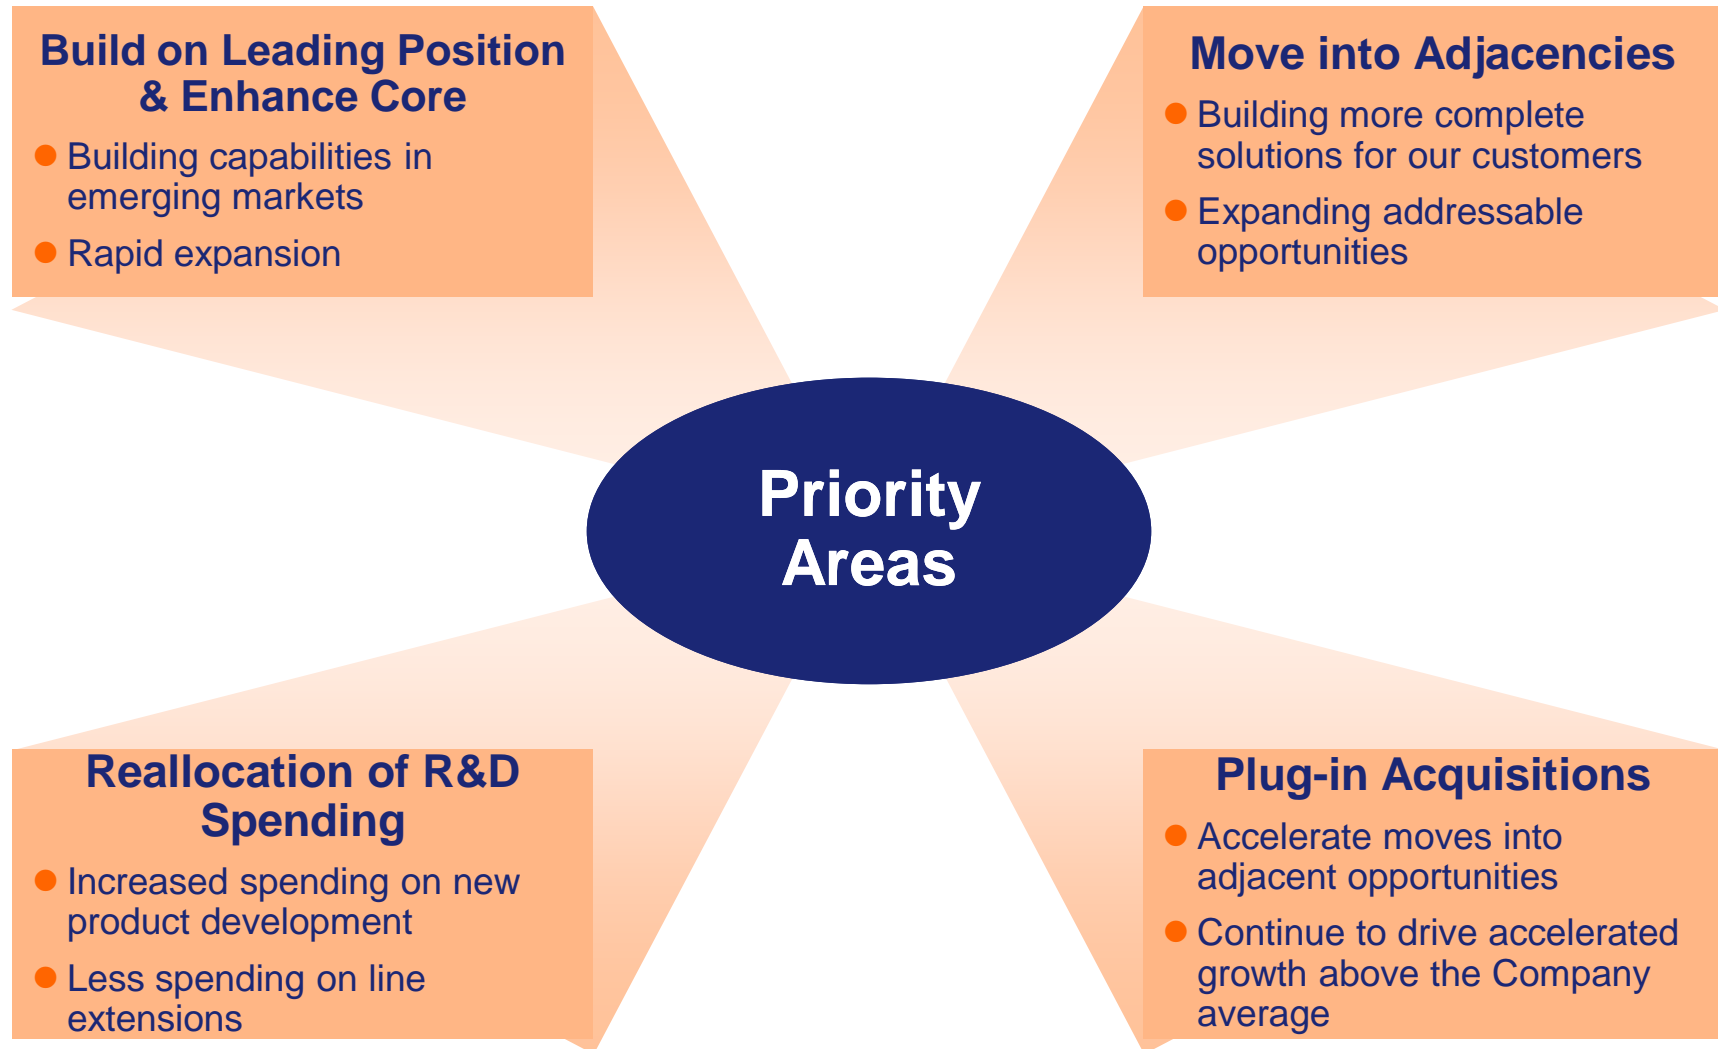 Build on Leading Position
& Enhance Core
Building capabilities in
emerging markets
Rapid expansion
Move into Adjacencies
Building more complete
solutions for our customers
Expanding addressable
opportunities
Priority
Areas
Reallocation of R&D
Spending
Increased spending on new
product development
Less spending on line
extensions
Plug-in Acquisitions
Accelerate moves into
adjacent opportunities
Continue to drive accelerated
growth above the Company
average